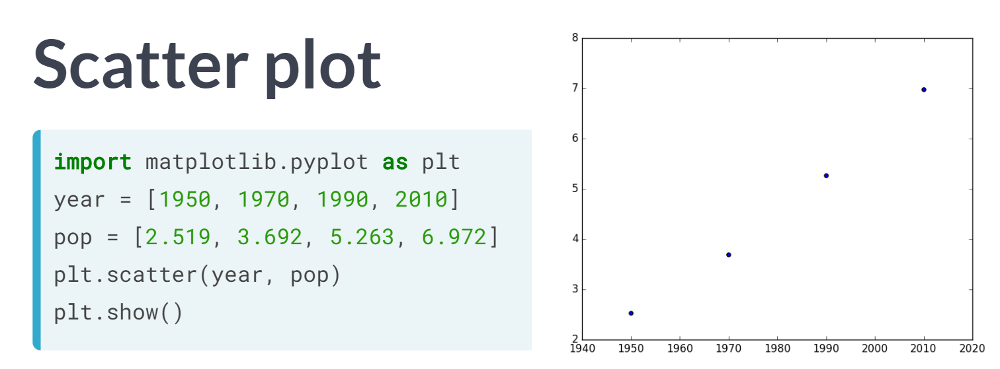 Scatter plot
import matplotlib.pyplot as plt
year = [1950, 1970, 1990, 2010]
pop = [2.519, 3.692, 5.263, 6.972]
plt.scatter(year, pop)
plt.show()
8
7
6
5
4
3
2
1940 1950 1960 1970 1980 1990 2000 2010 2020